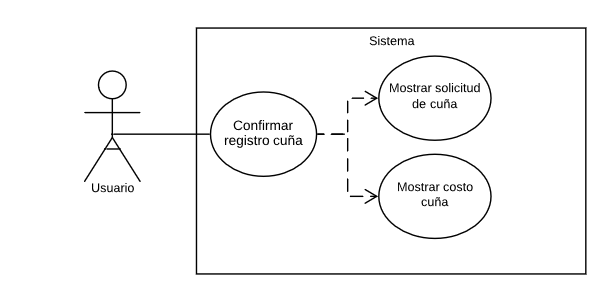 Sistema
Mostrar solicitud
de cuña
Confirmar
registro cuña
Usuario
Mostrar costo
cuña